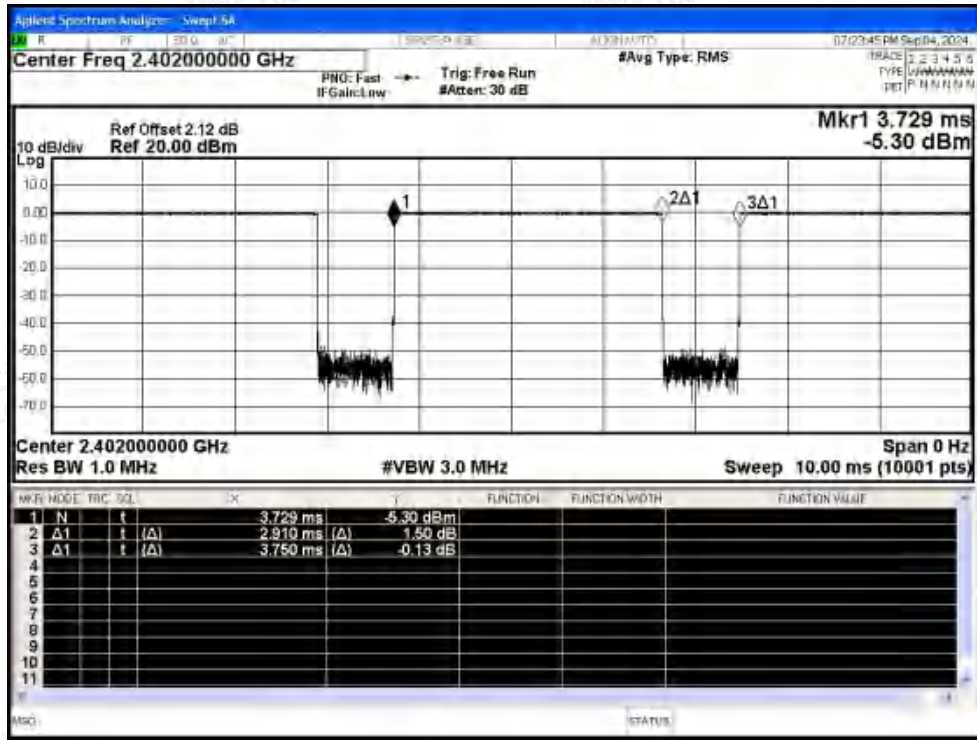 Agilent Spectrum Analyzer - Swept SA
07:23:45 PM Sep 04, 2024
Center Freq 2.402000000 GHz
#Avg Type: RMS
TRACE 1 2 3 4 5 6
PNO: Fast
Trig: Free Run
TYPE
IFGain:Low
#Atten: 30 dB
DET P N N N N N
Mkr1 3.729 ms
Ref Offset 2.12 dB
-5.30 dBm
10 dB/div Ref 20.00 dBm
Log
10.0
0.00
-10.0
-20.0
-30.0
-40.0
-50.0
-60.0
-70.0
1
2Δ1
3Δ1
Center 2.402000000 GHz Span 0 Hz
Res BW 1.0 MHz #VBW 3.0 MHz Sweep 10.00 ms (10001 pts)
MKR MODE TRC SCL X Y FUNCTION FUNCTION WIDTH FUNCTION VALUE
1 N t 3.729 ms -5.30 dBm
2 Δ1 t (Δ) 2.910 ms (Δ) 1.50 dB
3 Δ1 t (Δ) 3.750 ms (Δ) -0.13 dB
4
5
6
7
8
9
10
11
MSG STATUS